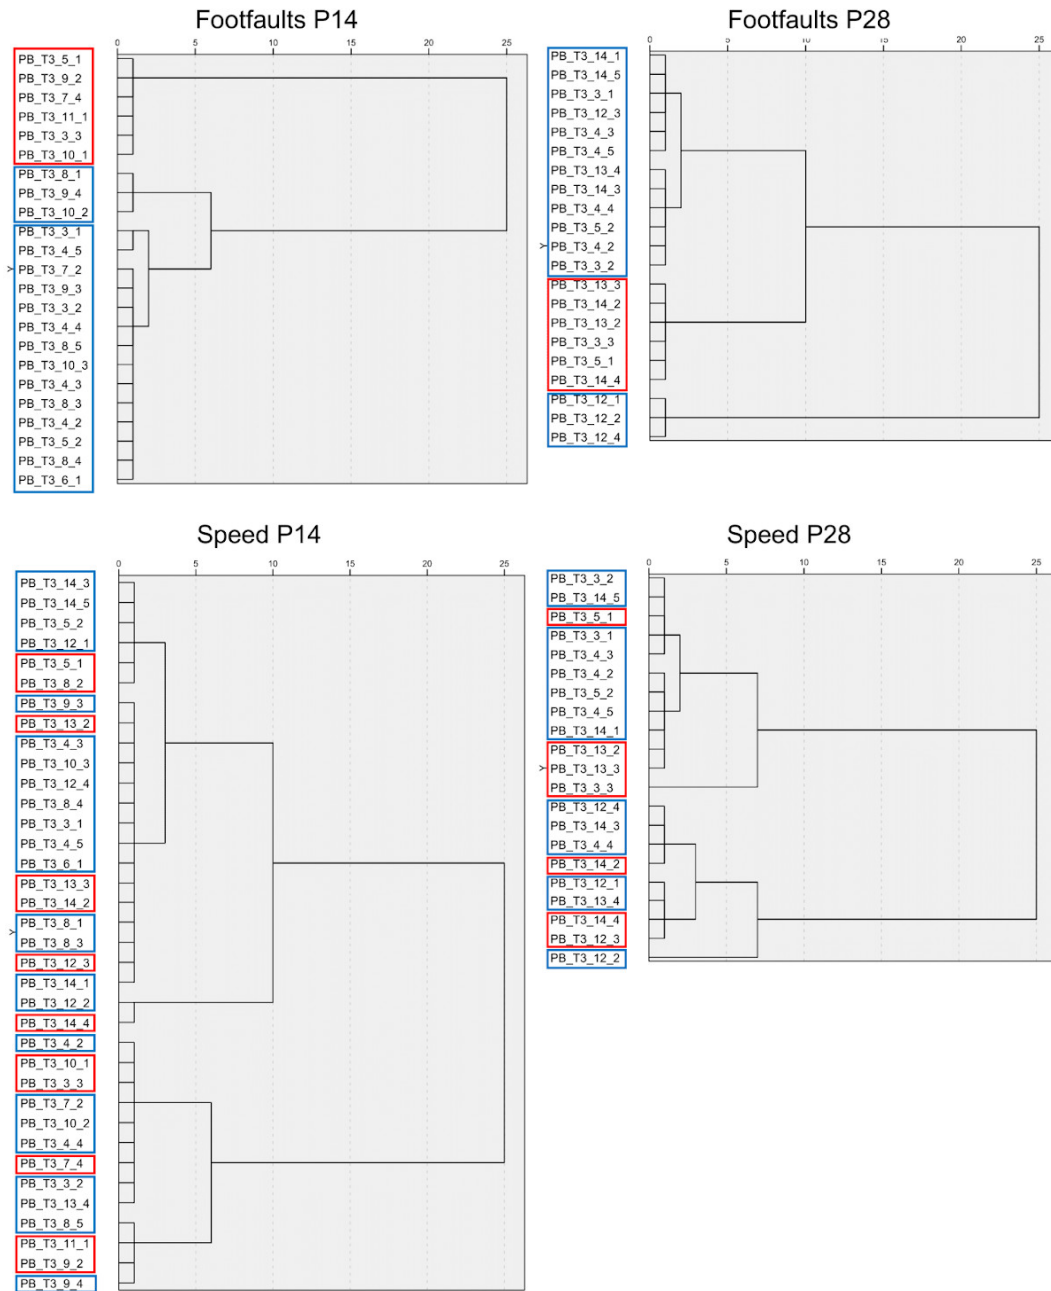 Footfaults P14
0 5 10 15 20 25
PB_T3_5_1
PB_T3_9_2
PB_T3_7_4
PB_T3_11_1
PB_T3_3_3
PB_T3_10_1
PB_T3_8_1
PB_T3_9_4
PB_T3_10_2
PB_T3_3_1
PB_T3_4_5
Y
PB_T3_7_2
PB_T3_9_3
PB_T3_3_2
PB_T3_4_4
PB_T3_8_5
PB_T3_10_3
PB_T3_4_3
PB_T3_8_3
PB_T3_4_2
PB_T3_5_2
PB_T3_8_4
PB_T3_6_1
Footfaults P28
0 5 10 15 20 25
PB_T3_14_1
PB_T3_14_5
PB_T3_3_1
PB_T3_12_3
PB_T3_4_3
PB_T3_4_5
PB_T3_13_4
PB_T3_14_3
PB_T3_4_4
PB_T3_5_2
Y
PB_T3_4_2
PB_T3_3_2
PB_T3_13_3
PB_T3_14_2
PB_T3_13_2
PB_T3_3_3
PB_T3_5_1
PB_T3_14_4
PB_T3_12_1
PB_T3_12_2
PB_T3_12_4
Speed P14
0 5 10 15 20 25
PB_T3_14_3
PB_T3_14_5
PB_T3_5_2
PB_T3_12_1
PB_T3_5_1
PB_T3_8_2
PB_T3_9_3
PB_T3_13_2
PB_T3_4_3
PB_T3_10_3
PB_T3_12_4
PB_T3_8_4
PB_T3_3_1
PB_T3_4_5
PB_T3_6_1
PB_T3_13_3
PB_T3_14_2
PB_T3_8_1
Y
PB_T3_8_3
PB_T3_12_3
PB_T3_14_1
PB_T3_12_2
PB_T3_14_4
PB_T3_4_2
PB_T3_10_1
PB_T3_3_3
PB_T3_7_2
PB_T3_10_2
PB_T3_4_4
PB_T3_7_4
PB_T3_3_2
PB_T3_13_4
PB_T3_8_5
PB_T3_11_1
PB_T3_9_2
PB_T3_9_4
Speed P28
0 5 10 15 20 25
PB_T3_3_2
PB_T3_14_5
PB_T3_5_1
PB_T3_3_1
PB_T3_4_3
PB_T3_4_2
PB_T3_5_2
PB_T3_4_5
PB_T3_14_1
PB_T3_13_2
Y
PB_T3_13_3
PB_T3_3_3
PB_T3_12_4
PB_T3_14_3
PB_T3_4_4
PB_T3_14_2
PB_T3_12_1
PB_T3_13_4
PB_T3_14_4
PB_T3_12_3
PB_T3_12_2